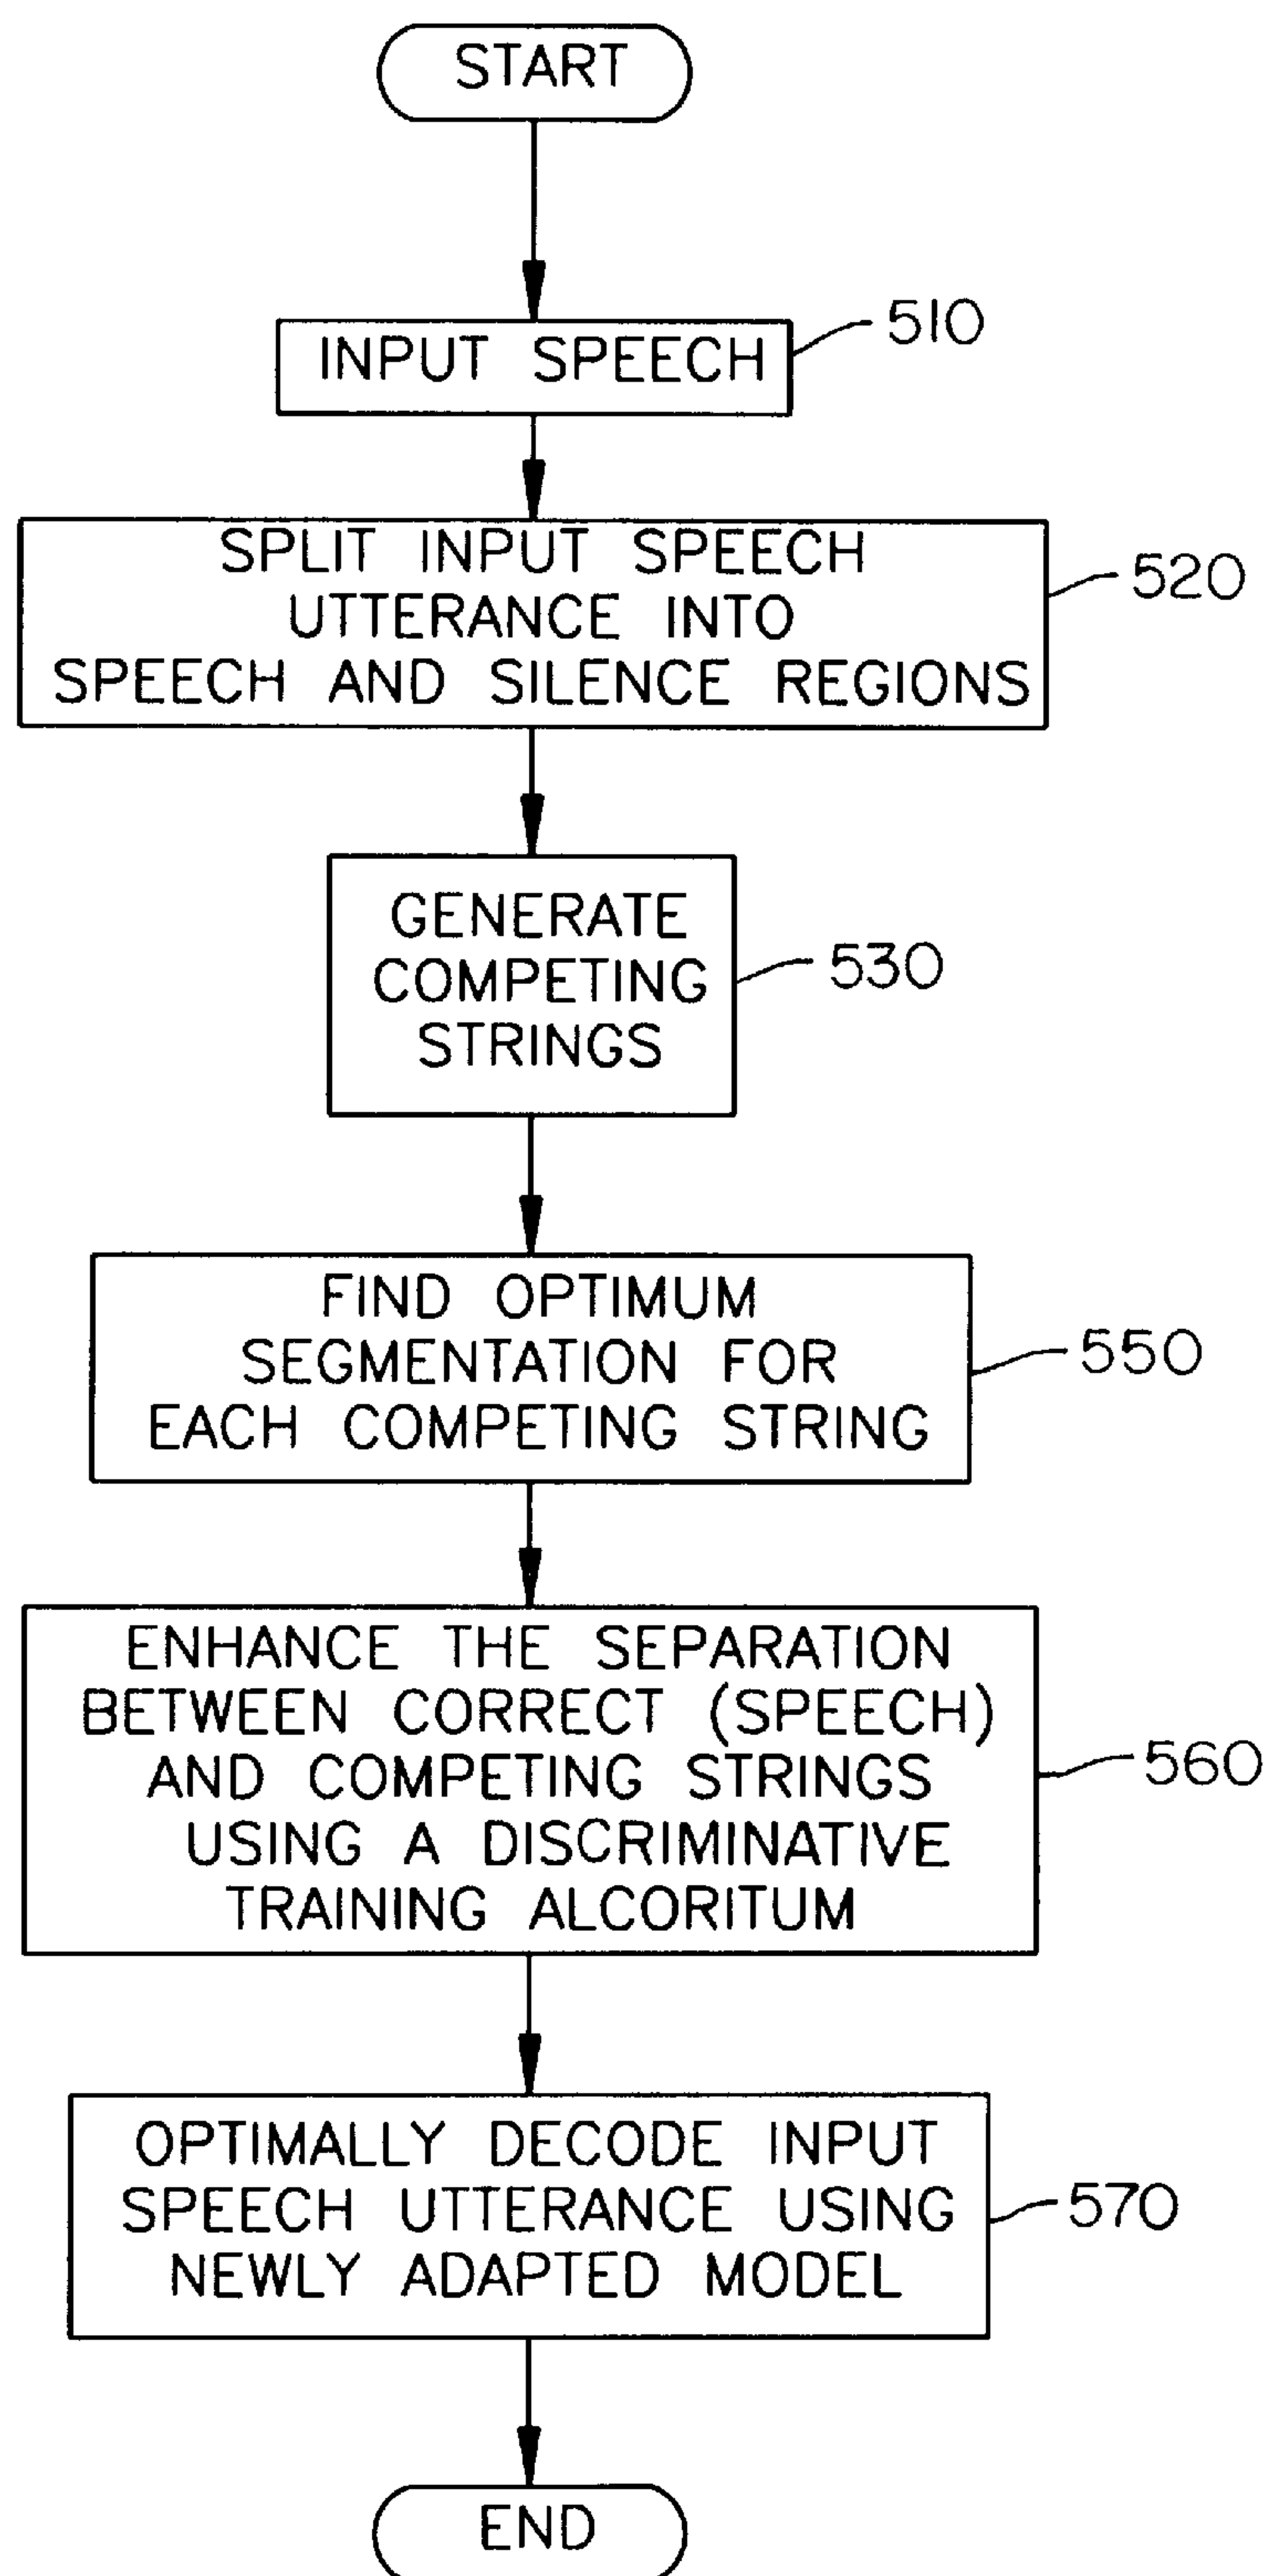 START
INPUT SPEECH
510
SPLIT INPUT SPEECH
UTTERANCE INTO
SPEECH AND SILENCE REGIONS
520
GENERATE
COMPETING
STRINGS
530
FIND OPTIMUM
SEGMENTATION FOR
EACH COMPETING STRING
550
ENHANCE THE SEPARATION
BETWEEN CORRECT (SPEECH)
AND COMPETING STRINGS
USING A DISCRIMINATIVE
TRAINING ALCORITUM
560
OPTIMALLY DECODE INPUT
SPEECH UTTERANCE USING
NEWLY ADAPTED MODEL
570
END